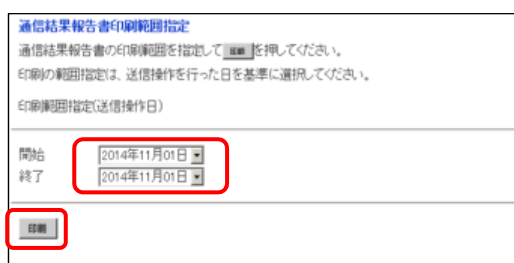 通信結果報告書印刷範囲指定
通信結果報告書の印刷範囲を指定して 印刷 を押してください。
印刷の範囲指定は、送信操作を行った日を基準に選択してください。
印刷範囲指定(送信操作日)
開始 2014年11月01日
終了 2014年11月01日
印刷